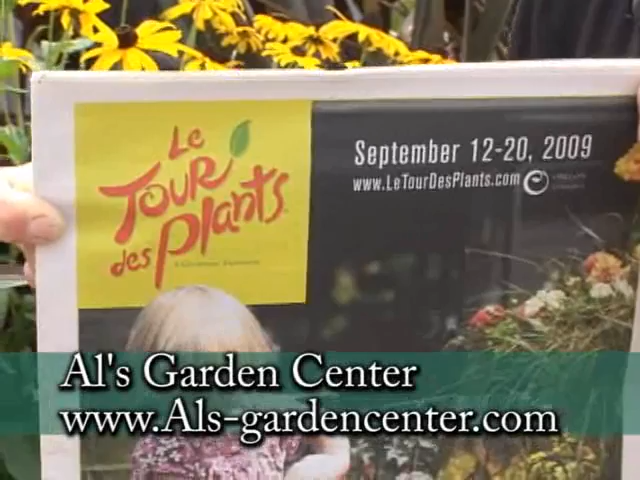 Le
Tour
des Plants
September 12-20, 2009
www.LeTourDesPlants.com
Al's Garden Center
www.Als-gardencenter.com